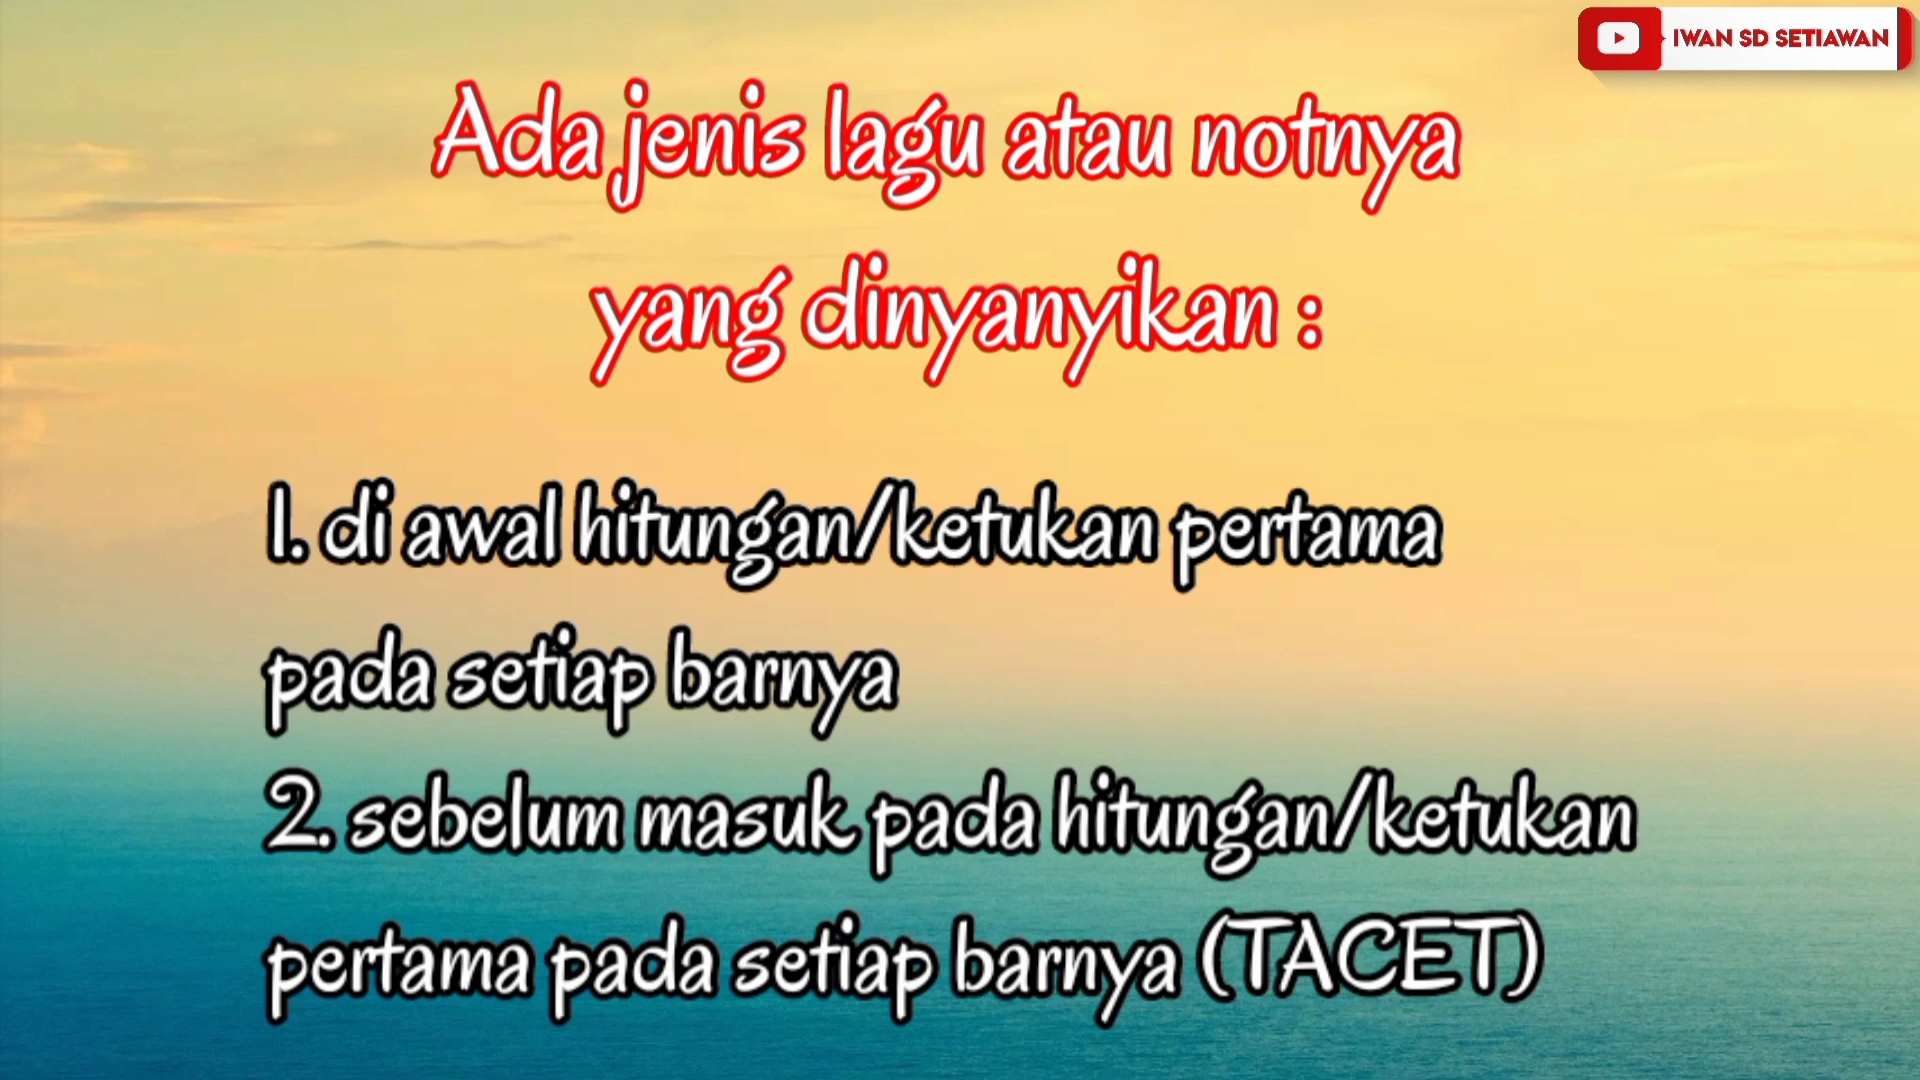 IWAN SD SETIAWAN
Ada jenis lagu atau notnya
yang dinyanyikan :
1. di awal hitungan/ketukan pertama
pada setiap barnya
2. sebelum masuk pada hitungan/ketukan
pertama pada setiap barnya (TACET)